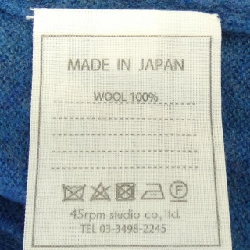 MADE IN JAPAN
WOOL 100%
45rpm studio co., ltd.
TEL 03-3498-2245